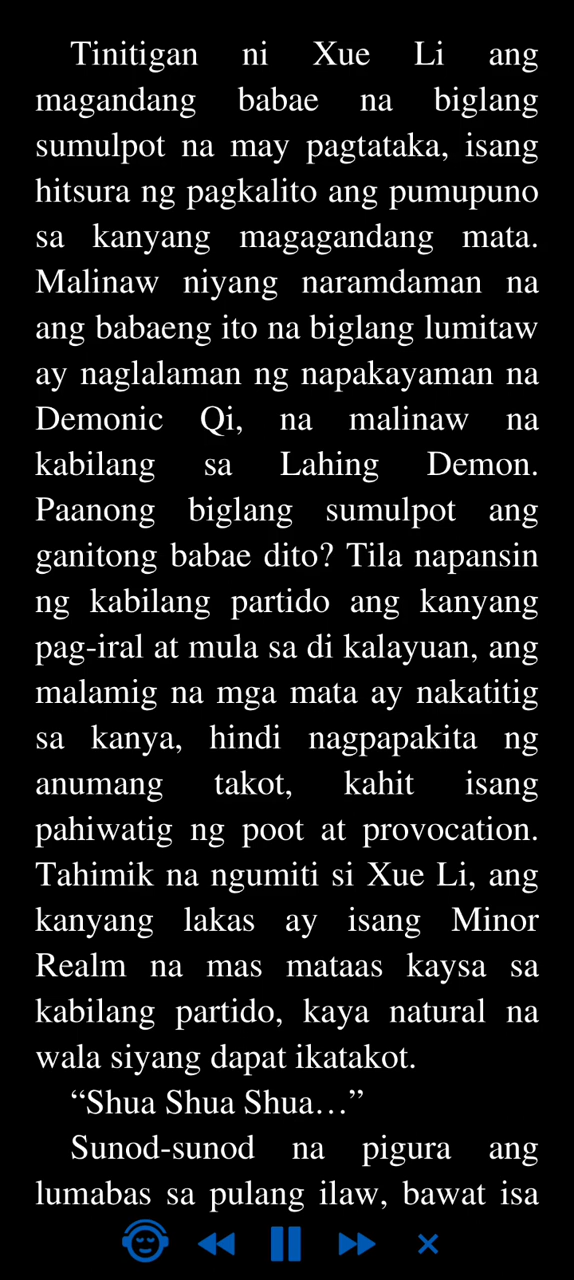 Tinitigan ni Xue Li ang
magandang babae na biglang
sumulpot na may pagtataka, isang
hitsura ng pagkalito ang pumupuno
sa kanyang magagandang mata.
Malinaw niyang naramdaman na
ang babaeng ito na biglang lumitaw
ay naglalaman ng napakayaman na
Demonic Qi, na malinaw na
kabilang sa Lahing Demon.
Paanong biglang sumulpot ang
ganitong babae dito? Tila napansin
ng kabilang partido ang kanyang
pag-iral at mula sa di kalayuan, ang
malamig na mga mata ay nakatitig
sa kanya, hindi nagpapakita ng
anumang takot, kahit isang
pahiwatig ng poot at provocation.
Tahimik na ngumiti si Xue Li, ang
kanyang lakas ay isang Minor
Realm na mas mataas kaysa sa
kabilang partido, kaya natural na
wala siyang dapat ikatakot.
“Shua Shua Shua…”
Sunod-sunod na pigura ang
lumabas sa pulang ilaw, bawat isa